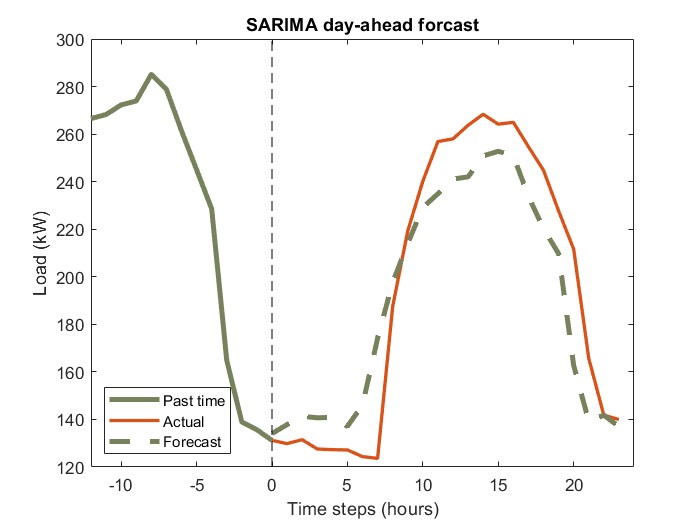 SARIMA day-ahead forcast
300
280
260
240
220
200
180
160
140
120
Load (kW)
Past time
Actual
Forecast
-10 -5 0 5 10 15 20
Time steps (hours)